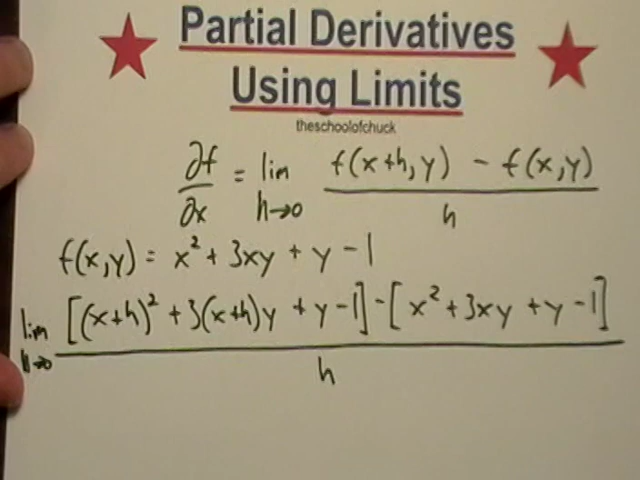 Partial Derivatives
Using Limits
theschoolofchuck
∂f/∂x = lim h→0 (f(x+h, y) - f(x,y))/h
f(x,y) = x² + 3xy + y - 1
lim h→0 ([(x+h)² + 3(x+h)y + y - 1] - [x² + 3xy + y - 1])/h